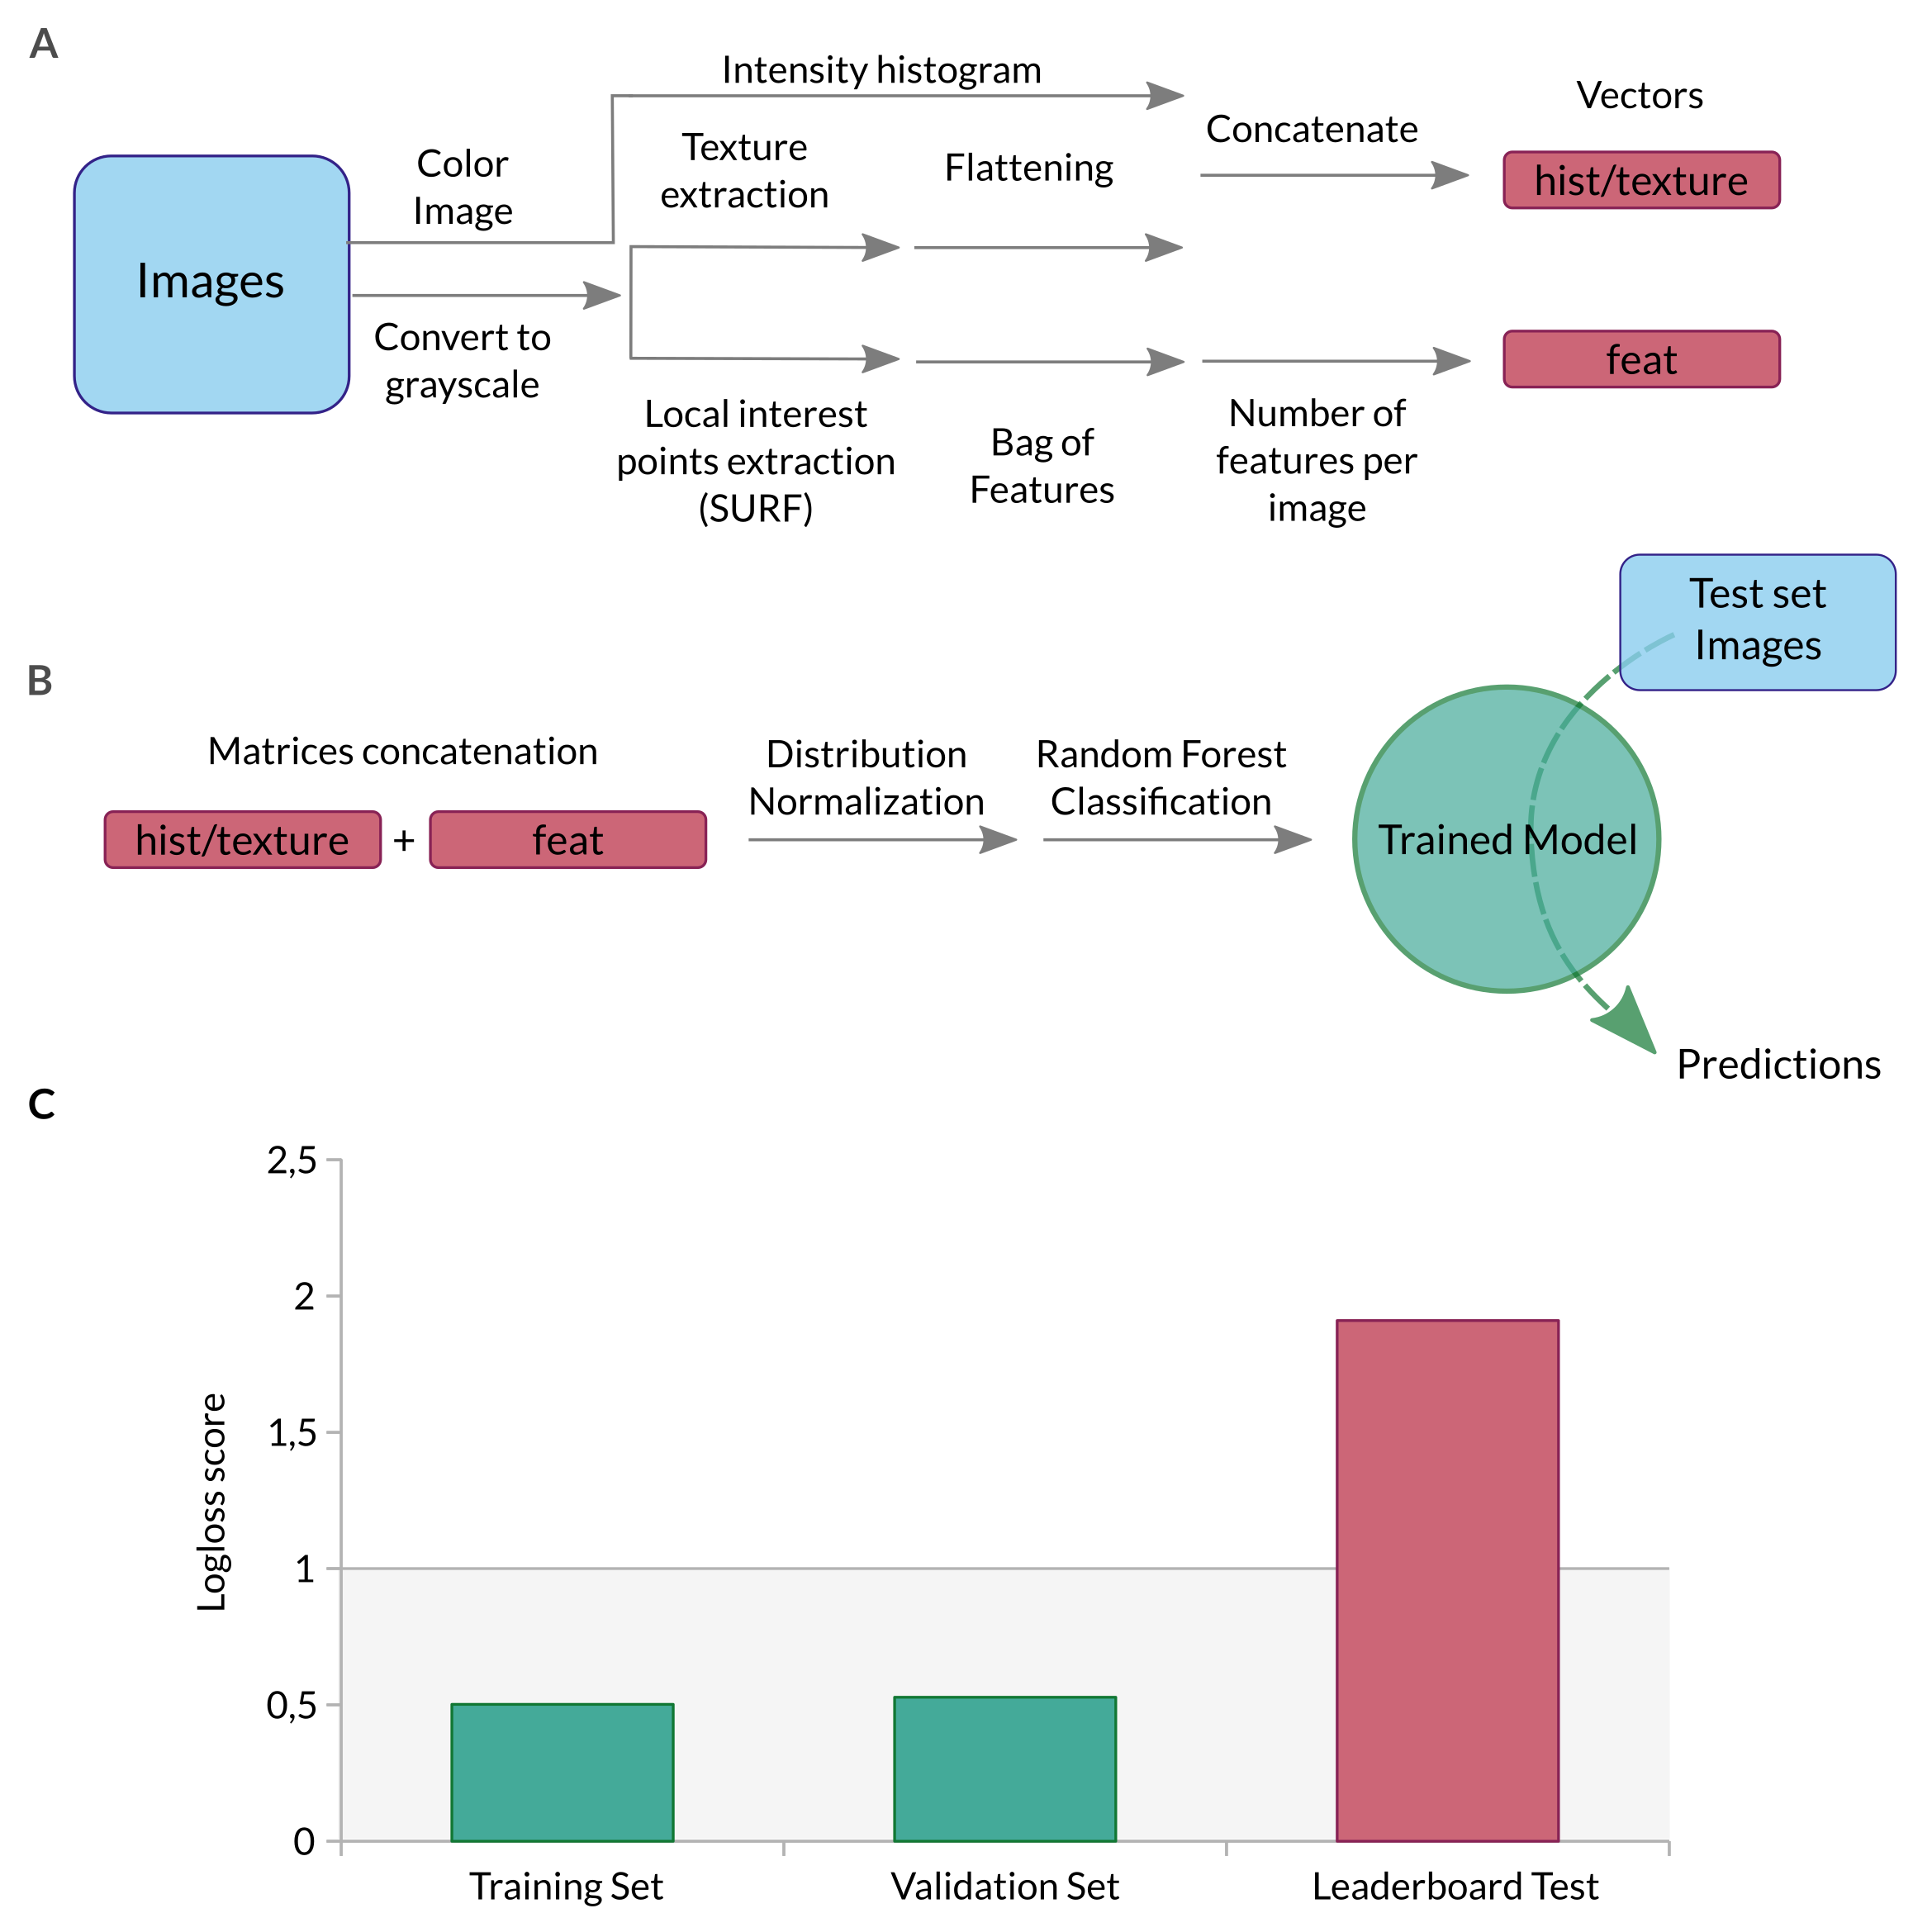 A
Intensity histogram
Vectors
Concatenate
Texture
extraction
Flattening
hist/texture
Color
Image
Images
Convert to
grayscale
feat
Local interest
points extraction
(SURF)
Bag of
Features
Number of
features per
image
Test set
Images
B
Matrices concatenation
Distribution
Normalization
Random Forest
Classification
hist/texture + feat
Trained Model
Predictions
C
2,5
2
1,5
1
0,5
0
Logloss score
Training Set
Validation Set
Leaderboard Test